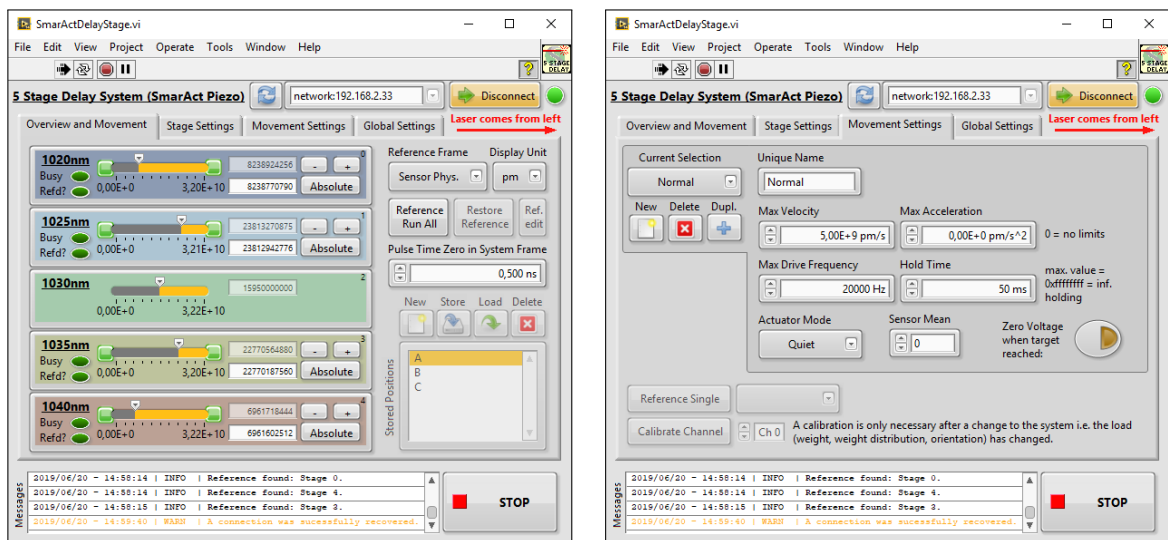 SmarActDelayStage.vi
File Edit View Project Operate Tools Window Help
5 STAGE
DELAY
5 Stage Delay System (SmarAct Piezo) network:192.168.2.33 Disconnect
Overview and Movement Stage Settings Movement Settings Global Settings
Laser comes from left
1020nm 0
Busy
Refd?
0,00E+0 3,20E+10
8238924256 - +
8238770790 Absolute
1025nm 1
Busy
Refd?
0,00E+0 3,21E+10
23813270875 - +
23812942776 Absolute
1030nm 2
0,00E+0 3,22E+10
15950000000
1035nm 3
Busy
Refd?
0,00E+0 3,20E+10
22770564880 - +
22770187560 Absolute
1040nm 4
Busy
Refd?
0,00E+0 3,22E+10
6961718444 - +
6961602512 Absolute
Reference Frame Display Unit
Sensor Phys. pm
Reference
Run All
Restore
Reference
Ref.
edit
Pulse Time Zero in System Frame
0,500 ns
New Store Load Delete
Stored Positions
A
B
C
Messages
2019/06/20 - 14:58:14 | INFO | Reference found: Stage 0.
2019/06/20 - 14:58:14 | INFO | Reference found: Stage 4.
2019/06/20 - 14:58:15 | INFO | Reference found: Stage 3.
2019/06/20 - 14:59:40 | WARN | A connection was sucessfully recovered.
STOP
SmarActDelayStage.vi
File Edit View Project Operate Tools Window Help
5 STAGE
DELAY
5 Stage Delay System (SmarAct Piezo) network:192.168.2.33 Disconnect
Overview and Movement Stage Settings Movement Settings Global Settings
Laser comes from left
Current Selection
Normal
New Delete Dupl.
Unique Name
Normal
Max Velocity Max Acceleration
5,00E+9 pm/s 0,00E+0 pm/s^2 0 = no limits
Max Drive Frequency Hold Time
20000 Hz 50 ms
max. value =
0xffffffff = inf.
holding
Actuator Mode Sensor Mean
Quiet 0
Zero Voltage
when target
reached:
Reference Single
Calibrate Channel Ch 0
A calibration is only necessary after a change to the system i.e. the load
(weight, weight distribution, orientation) has changed.
Messages
2019/06/20 - 14:58:14 | INFO | Reference found: Stage 0.
2019/06/20 - 14:58:14 | INFO | Reference found: Stage 4.
2019/06/20 - 14:58:15 | INFO | Reference found: Stage 3.
2019/06/20 - 14:59:40 | WARN | A connection was sucessfully recovered.
STOP